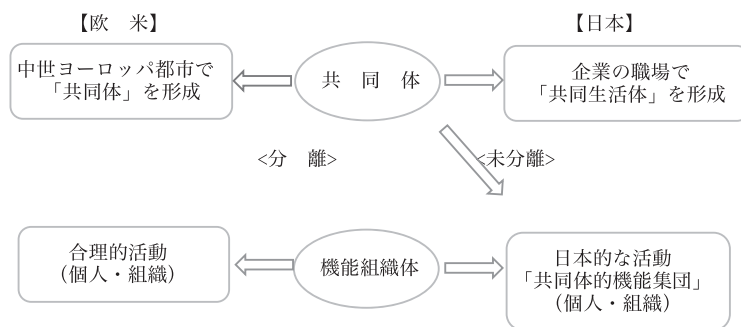 【欧　米】
【日本】
中世ヨーロッパ都市で
「共同体」を形成
共　同　体
企業の職場で
「共同生活体」を形成
<分　離>
<未分離>
合理的活動
（個人・組織）
機能組織体
日本的な活動
「共同体的機能集団」
（個人・組織）